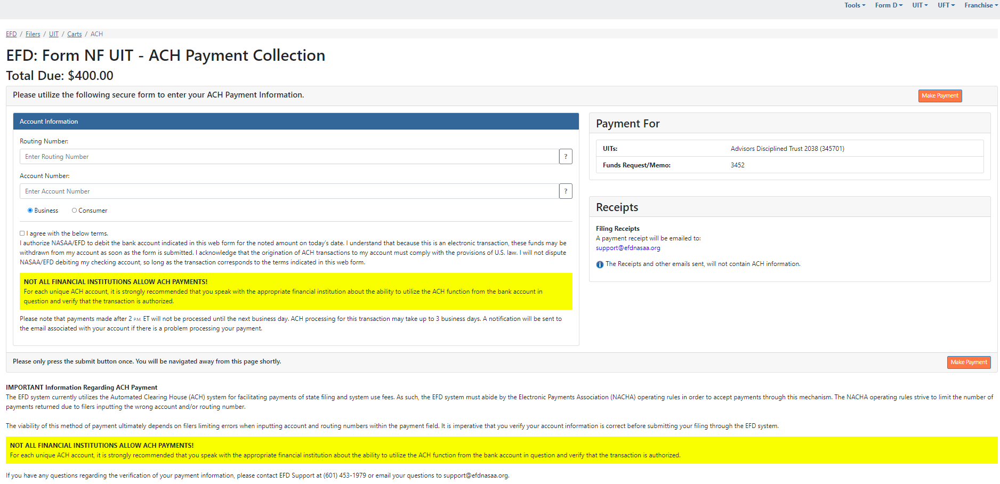 Tools Form D UIT UFT Franchise
EFD / Filers / UIT / Carts / ACH
EFD: Form NF UIT - ACH Payment Collection
Total Due: $400.00
Please utilize the following secure form to enter your ACH Payment Information.
Make Payment
Account Information
Routing Number:
Enter Routing Number
?
Account Number:
Enter Account Number
?
Business Consumer
I agree with the below terms.
I authorize NASAA/EFD to debit the bank account indicated in this web form for the noted amount on today's date. I understand that because this is an electronic transaction, these funds may be
withdrawn from my account as soon as the form is submitted. I acknowledge that the origination of ACH transactions to my account must comply with the provisions of U.S. law. I will not dispute
NASAA/EFD debiting my checking account, so long as the transaction corresponds to the terms indicated in this web form.
NOT ALL FINANCIAL INSTITUTIONS ALLOW ACH PAYMENTS!
For each unique ACH account, it is strongly recommended that you speak with the appropriate financial institution about the ability to utilize the ACH function from the bank account in
question and verify that the transaction is authorized.
Please note that payments made after 2 P.M. ET will not be processed until the next business day. ACH processing for this transaction may take up to 3 business days. A notification will be sent to
the email associated with your account if there is a problem processing your payment.
Payment For
UITs: Advisors Disciplined Trust 2038 (345701)
Funds Request/Memo: 3452
Receipts
Filing Receipts
A payment receipt will be emailed to:
support@efdnasaa.org
The Receipts and other emails sent, will not contain ACH information.
Please only press the submit button once. You will be navigated away from this page shortly.
Make Payment
IMPORTANT Information Regarding ACH Payment
The EFD system currently utilizes the Automated Clearing House (ACH) system for facilitating payments of state filing and system use fees. As such, the EFD system must abide by the Electronic Payments Association (NACHA) operating rules in order to accept payments through this mechanism. The NACHA operating rules strive to limit the number of
payments returned due to filers inputting the wrong account and/or routing number.
The viability of this method of payment ultimately depends on filers limiting errors when inputting account and routing numbers within the payment field. It is imperative that you verify your account information is correct before submitting your filing through the EFD system.
NOT ALL FINANCIAL INSTITUTIONS ALLOW ACH PAYMENTS!
For each unique ACH account, it is strongly recommended that you speak with the appropriate financial institution about the ability to utilize the ACH function from the bank account in question and verify that the transaction is authorized.
If you have any questions regarding the verification of your payment information, please contact EFD Support at (601) 453-1979 or email your questions to support@efdnasaa.org.